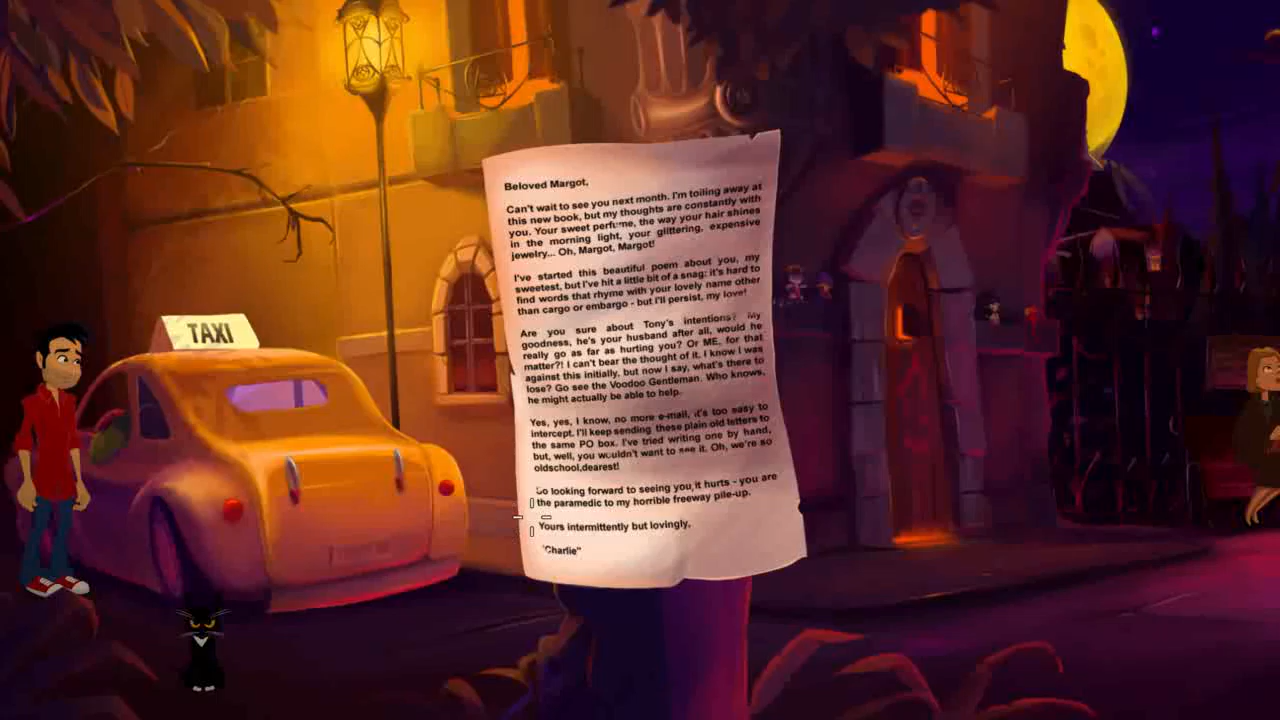 TAXI
Beloved Margot,
Can't wait to see you next month. I'm toiling away at
this new book, but my thoughts are constantly with
you. Your sweet perfume, the way your hair shines
in the morning light, your glittering, expensive
jewelry... Oh, Margot, Margot!
I've started this beautiful poem about you, my
sweetest, but I've hit a little bit of a snag: it's hard to
find words that rhyme with your lovely name other
than cargo or embargo - but I'll persist, my love!
Are you sure about Tony's intentions? My
goodness, he's your husband after all, would he
really go as far as hurting you? Or ME, for that
matter?! I can't bear the thought of it. I know I was
against this initially, but now I say, what's there to
lose? Go see the Voodoo Gentleman. Who knows,
he might actually be able to help.
Yes, yes, I know, no more e-mail, it's too easy to
intercept. I'll keep sending these plain old letters to
the same PO box. I've tried writing one by hand,
but, well, you wouldn't want to see it. Oh, we're so
oldschool,dearest!
So looking forward to seeing you,it hurts - you are
the paramedic to my horrible freeway pile-up.
Yours intermittently but lovingly,
"Charlie"